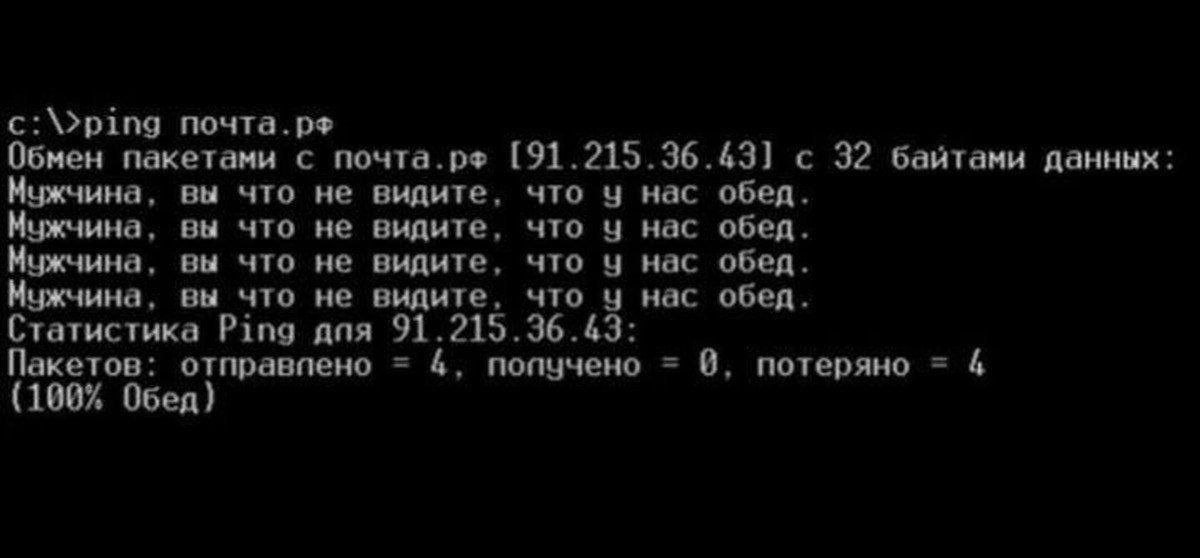 c:\>ping почта.рф
Обмен пакетами с почта.рф [91.215.36.43] с 32 байтами данных:
Мужчина, вы что не видите, что у нас обед.
Мужчина, вы что не видите, что у нас обед.
Мужчина, вы что не видите, что у нас обед.
Мужчина, вы что не видите, что у нас обед.
Статистика Ping для 91.215.36.43:
Пакетов: отправлено = 4, получено = 0, потеряно = 4
(100% Обед)